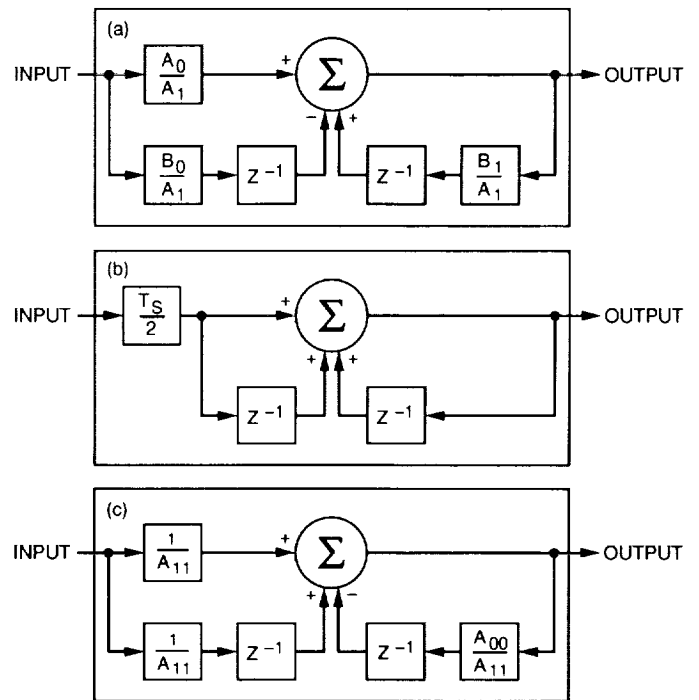 (a)
INPUT
A0
A1
+
Σ
OUTPUT
−
+
B0
A1
Z−1
Z−1
B1
A1
(b)
INPUT
TS
2
+
Σ
OUTPUT
+
+
Z−1
Z−1
(c)
INPUT
1
A11
+
Σ
OUTPUT
+
−
1
A11
Z−1
Z−1
A00
A11